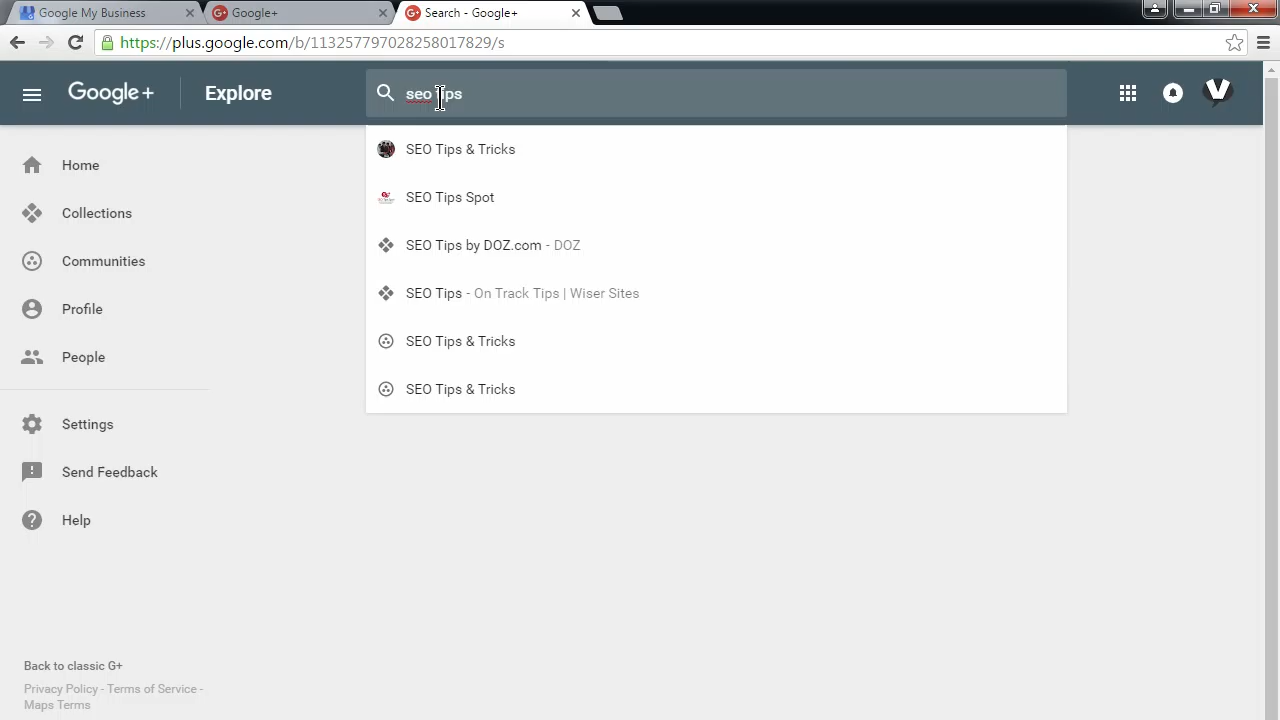 Google My Business
Google+
Search - Google+
https://plus.google.com/b/113257797028258017829/s
Google+
Explore
seo tips
SEO Tips & Tricks
SEO Tips Spot
SEO Tips by DOZ.com - DOZ
SEO Tips - On Track Tips | Wiser Sites
SEO Tips & Tricks
SEO Tips & Tricks
Home
Collections
Communities
Profile
People
Settings
Send Feedback
Help
Back to classic G+
Privacy Policy - Terms of Service -
Maps Terms